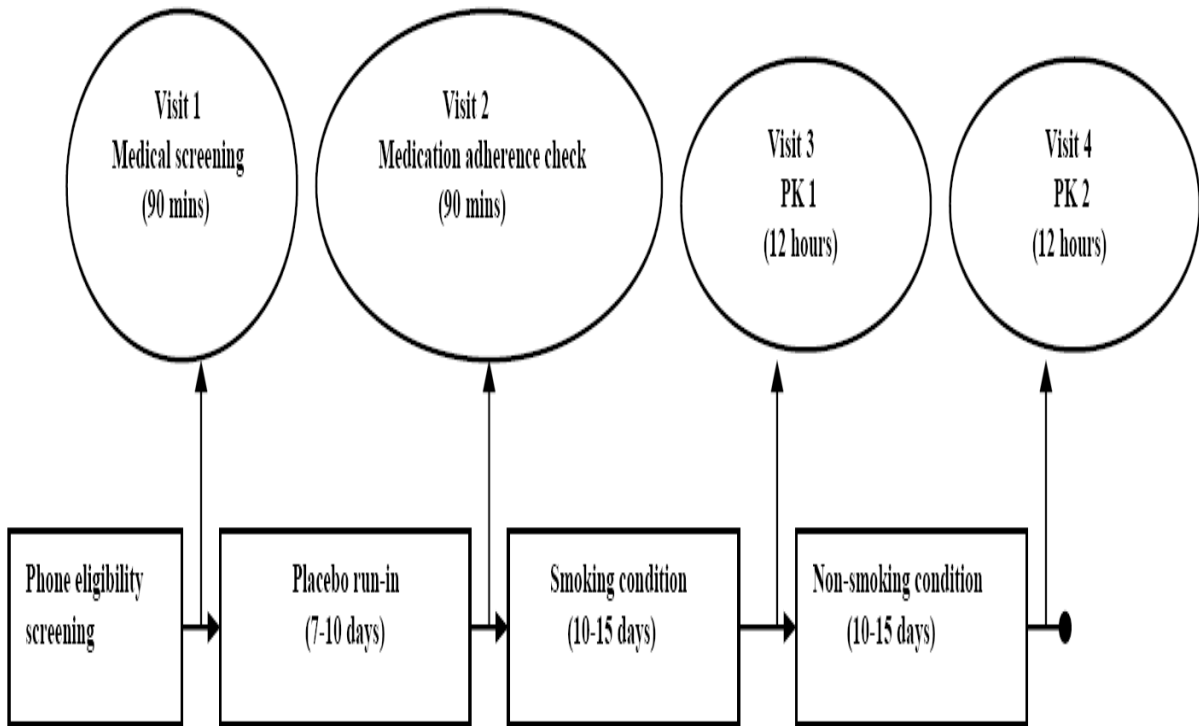 Visit 1
Medical screening
(90 mins)
Visit 2
Medication adherence check
(90 mins)
Visit 3
PK 1
(12 hours)
Visit 4
PK 2
(12 hours)
Phone eligibility
screening
Placebo run-in
(7-10 days)
Smoking condition
(10-15 days)
Non-smoking condition
(10-15 days)